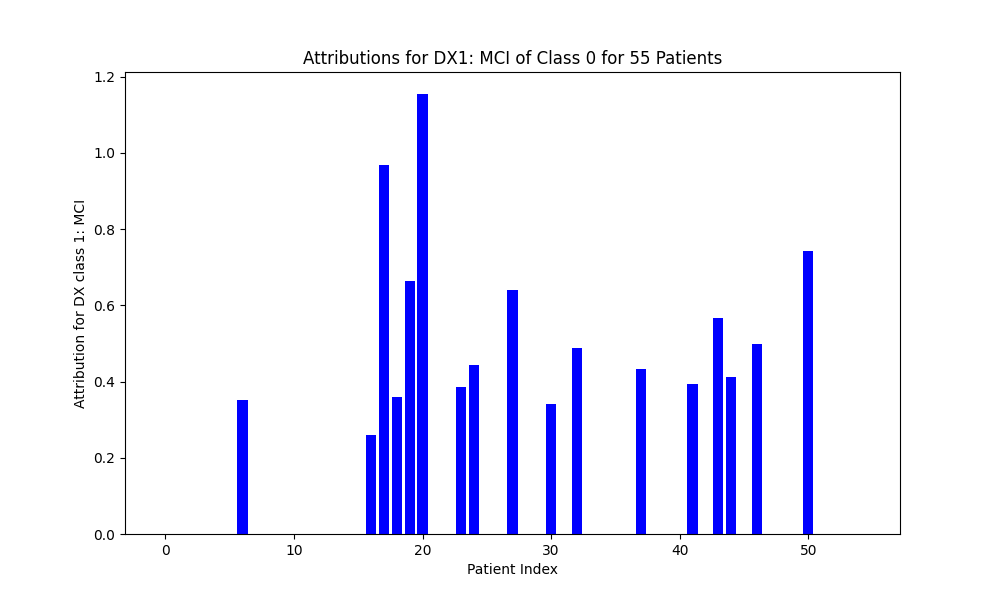 Attributions for DX1: MCI of Class 0 for 55 Patients
Attribution for DX class 1: MCI
1.2
1.0
0.8
0.6
0.4
0.2
0.0
0 10 20 30 40 50
Patient Index